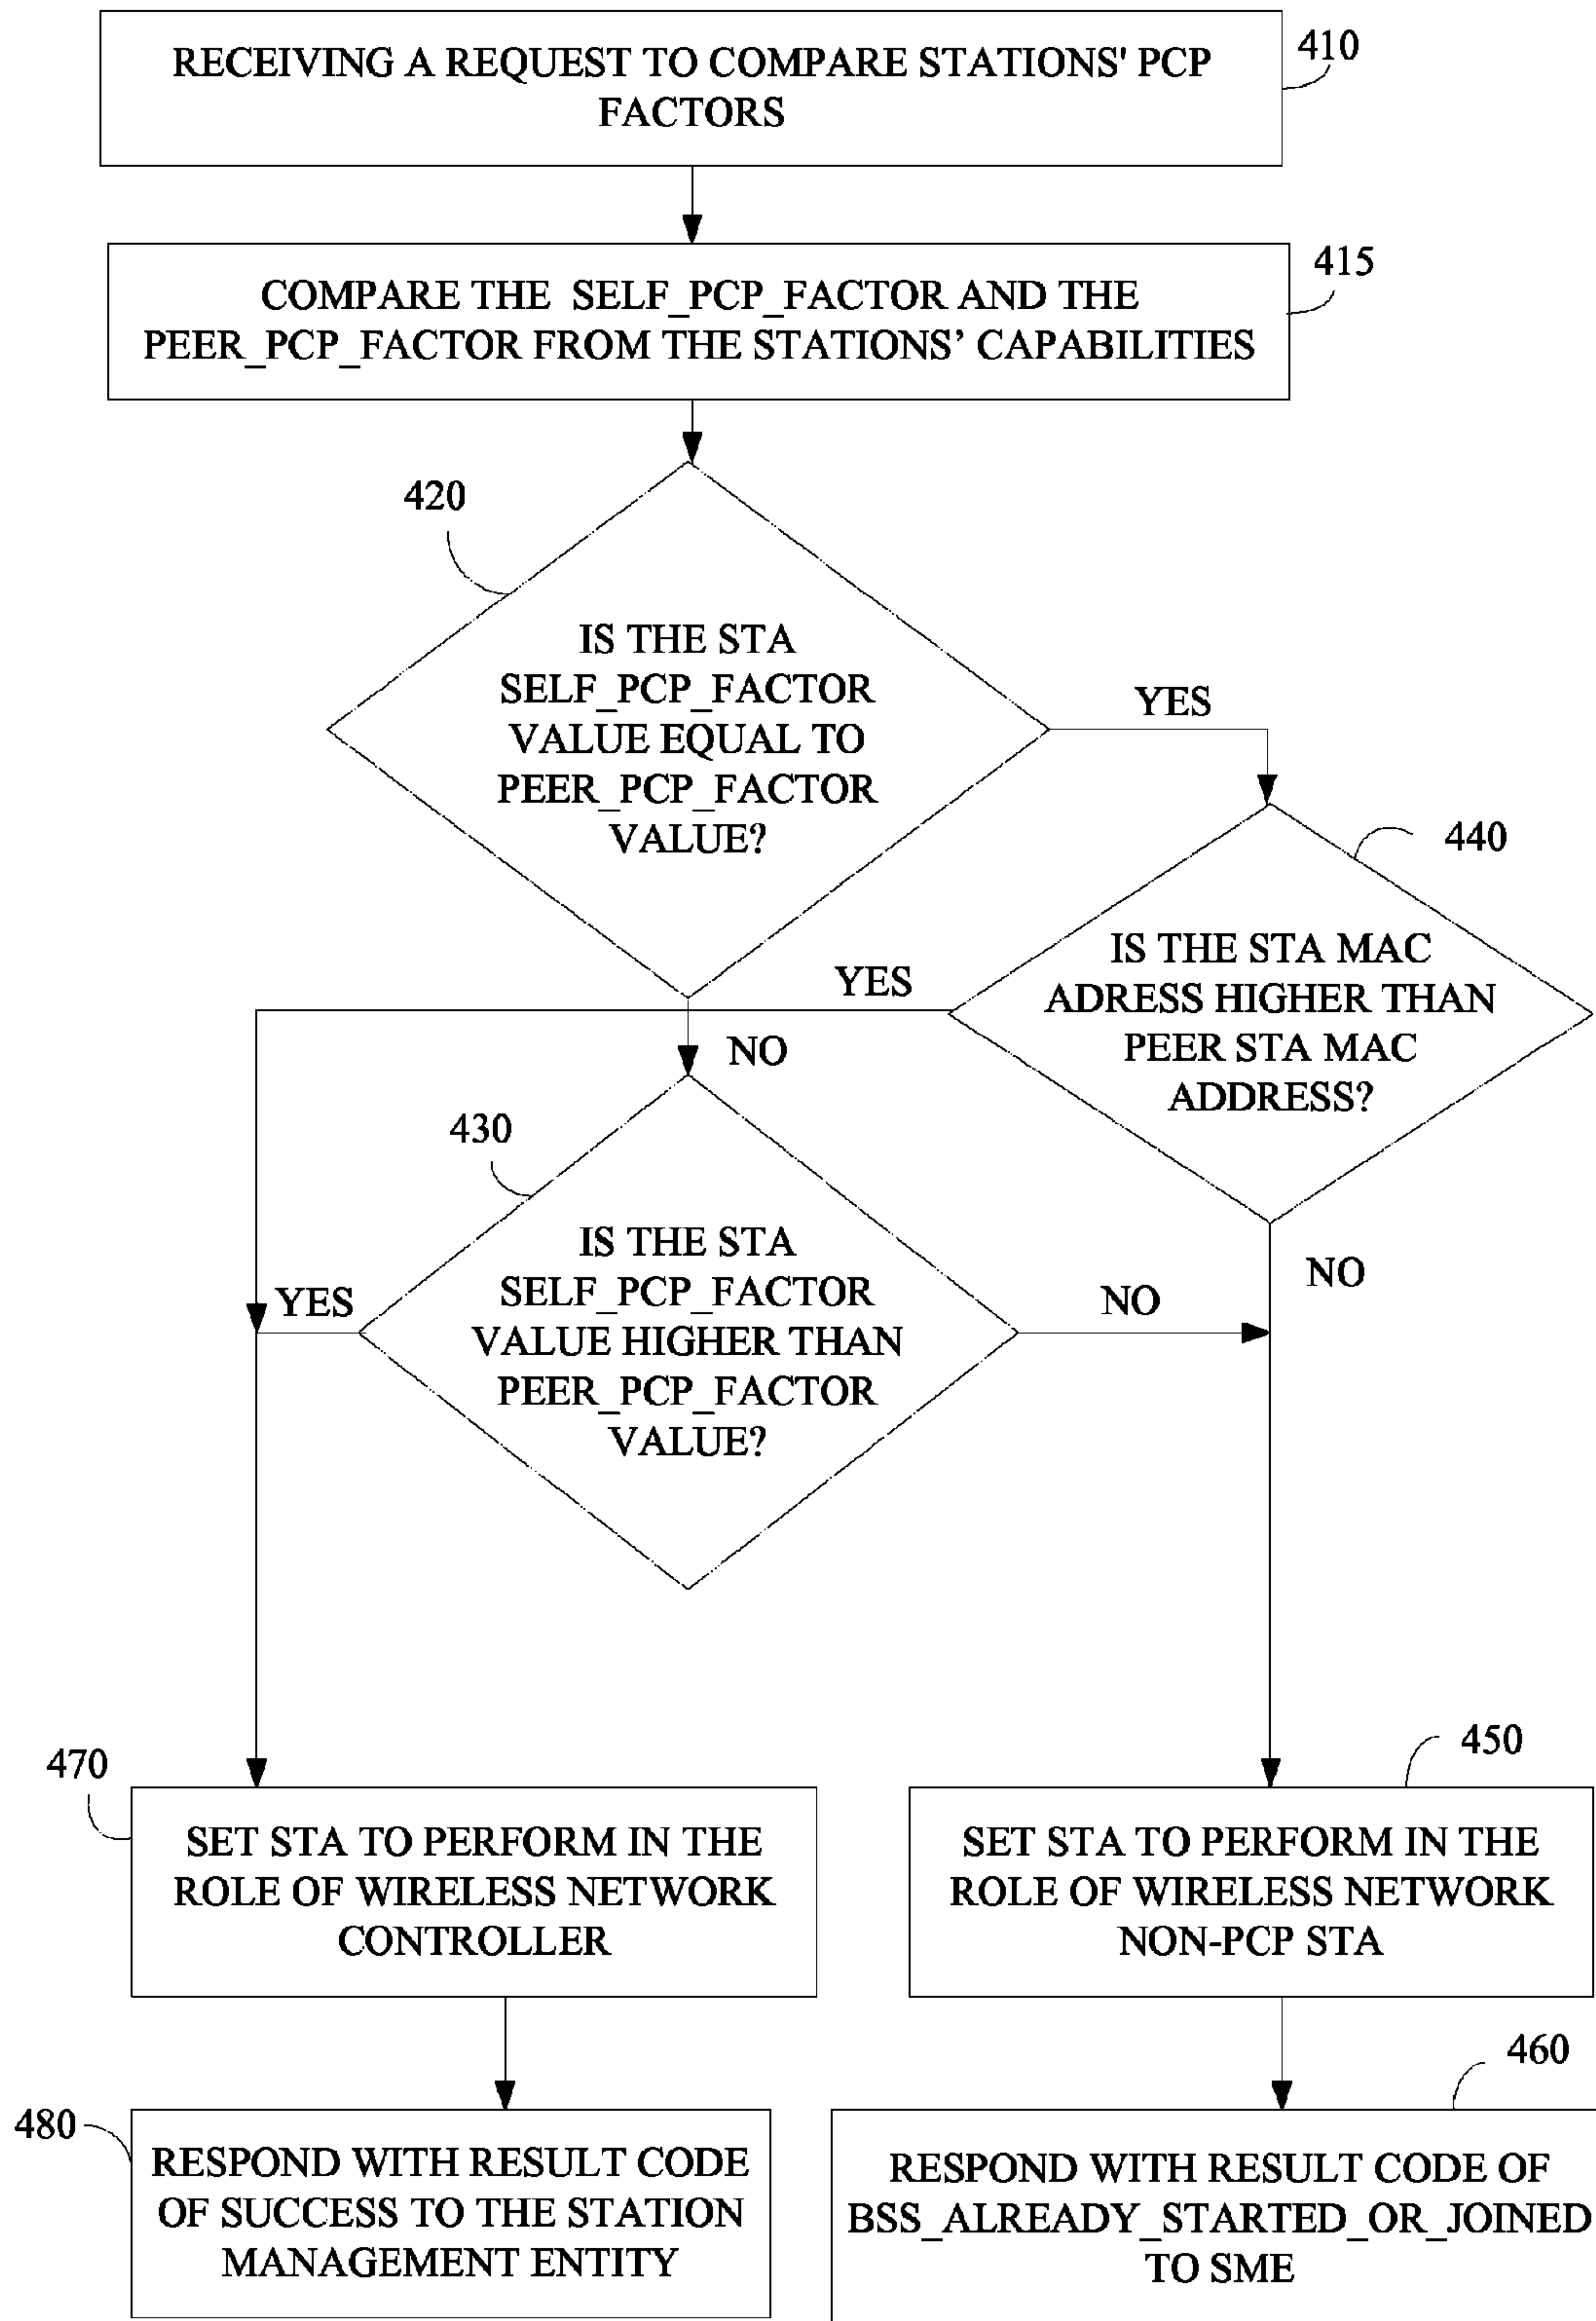 RECEIVING A REQUEST TO COMPARE STATIONS' PCP
FACTORS
410
COMPARE THE SELF_PCP_FACTOR AND THE
PEER_PCP_FACTOR FROM THE STATIONS' CAPABILITIES
415
420
IS THE STA
SELF_PCP_FACTOR
VALUE EQUAL TO
PEER_PCP_FACTOR
VALUE?
YES
440
IS THE STA MAC
ADRESS HIGHER THAN
PEER STA MAC
ADDRESS?
YES
NO
NO
430
IS THE STA
SELF_PCP_FACTOR
VALUE HIGHER THAN
PEER_PCP_FACTOR
VALUE?
YES
NO
470
SET STA TO PERFORM IN THE
ROLE OF WIRELESS NETWORK
CONTROLLER
450
SET STA TO PERFORM IN THE
ROLE OF WIRELESS NETWORK
NON-PCP STA
480
RESPOND WITH RESULT CODE
OF SUCCESS TO THE STATION
MANAGEMENT ENTITY
460
RESPOND WITH RESULT CODE OF
BSS_ALREADY_STARTED_OR_JOINED
TO SME